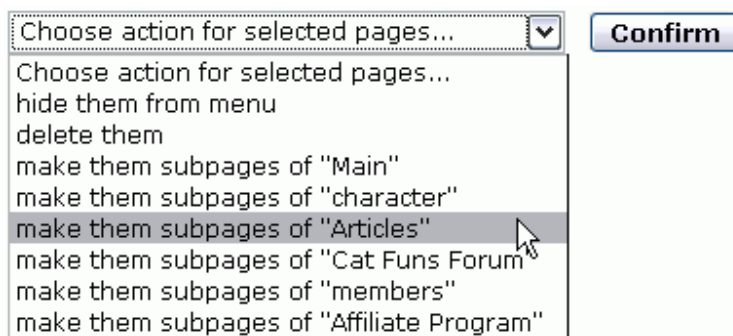 Choose action for selected pages... Confirm
Choose action for selected pages...
hide them from menu
delete them
make them subpages of "Main"
make them subpages of "character"
make them subpages of "Articles"
make them subpages of "Cat Funs Forum"
make them subpages of "members"
make them subpages of "Affiliate Program"